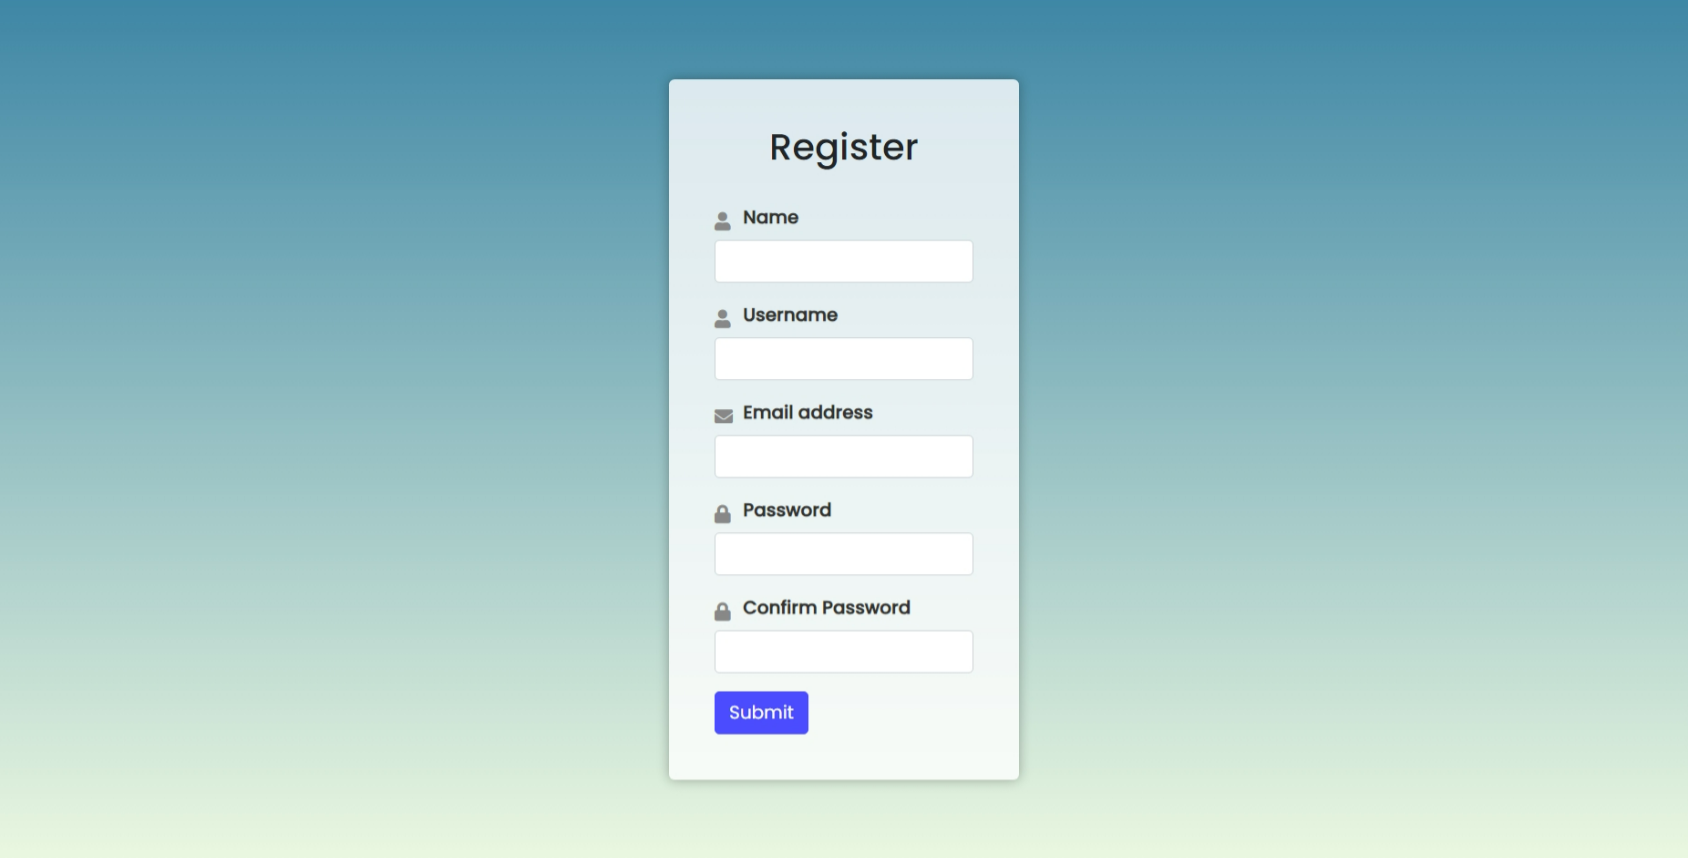 Register
Name
Username
Email address
Password
Confirm Password
Submit